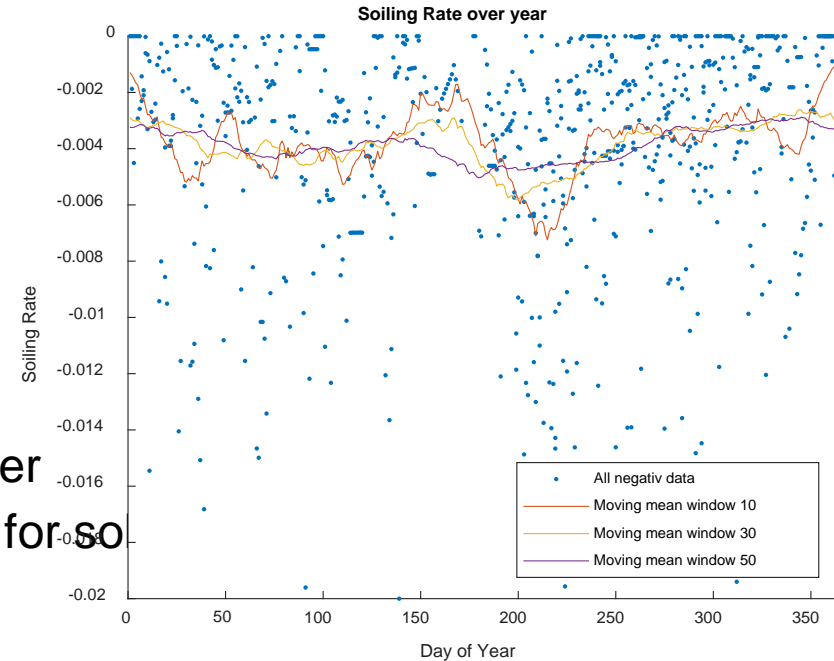 Soiling Rate over year
0
-0.002
-0.004
-0.006
-0.008
-0.01
-0.012
-0.014
-0.016
-0.018
-0.02
Soiling Rate
er
for so
All negativ data
Moving mean window 10
Moving mean window 30
Moving mean window 50
0 50 100 150 200 250 300 350
Day of Year